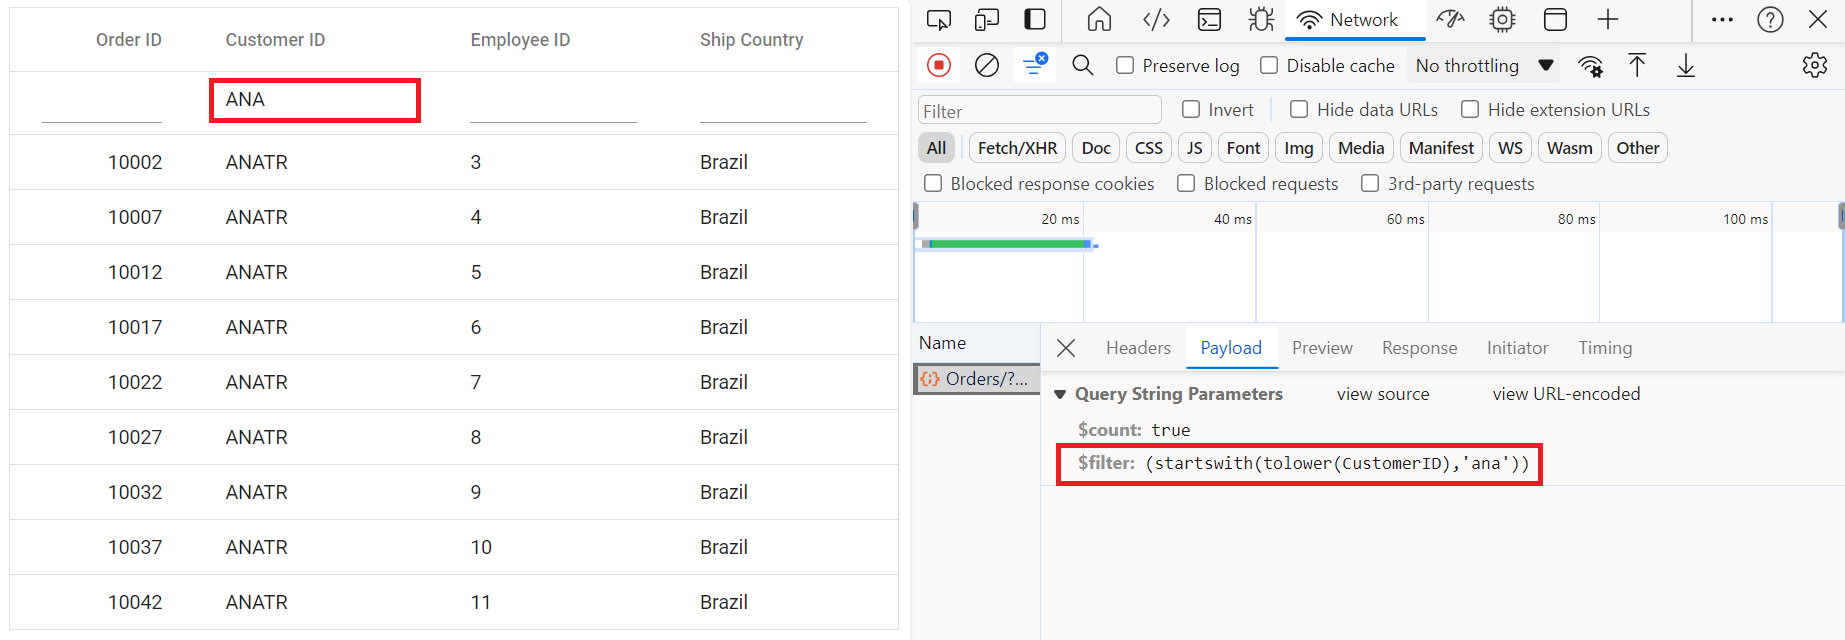 Order ID Customer ID Employee ID Ship Country
ANA
10002 ANATR 3 Brazil
10007 ANATR 4 Brazil
10012 ANATR 5 Brazil
10017 ANATR 6 Brazil
10022 ANATR 7 Brazil
10027 ANATR 8 Brazil
10032 ANATR 9 Brazil
10037 ANATR 10 Brazil
10042 ANATR 11 Brazil
Network
Preserve log Disable cache No throttling
Filter Invert Hide data URLs Hide extension URLs
All Fetch/XHR Doc CSS JS Font Img Media Manifest WS Wasm Other
Blocked response cookies Blocked requests 3rd-party requests
20 ms 40 ms 60 ms 80 ms 100 ms
Name Headers Payload Preview Response Initiator Timing
Orders/?...
Query String Parameters view source view URL-encoded
$count: true
$filter: (startswith(tolower(CustomerID),'ana'))